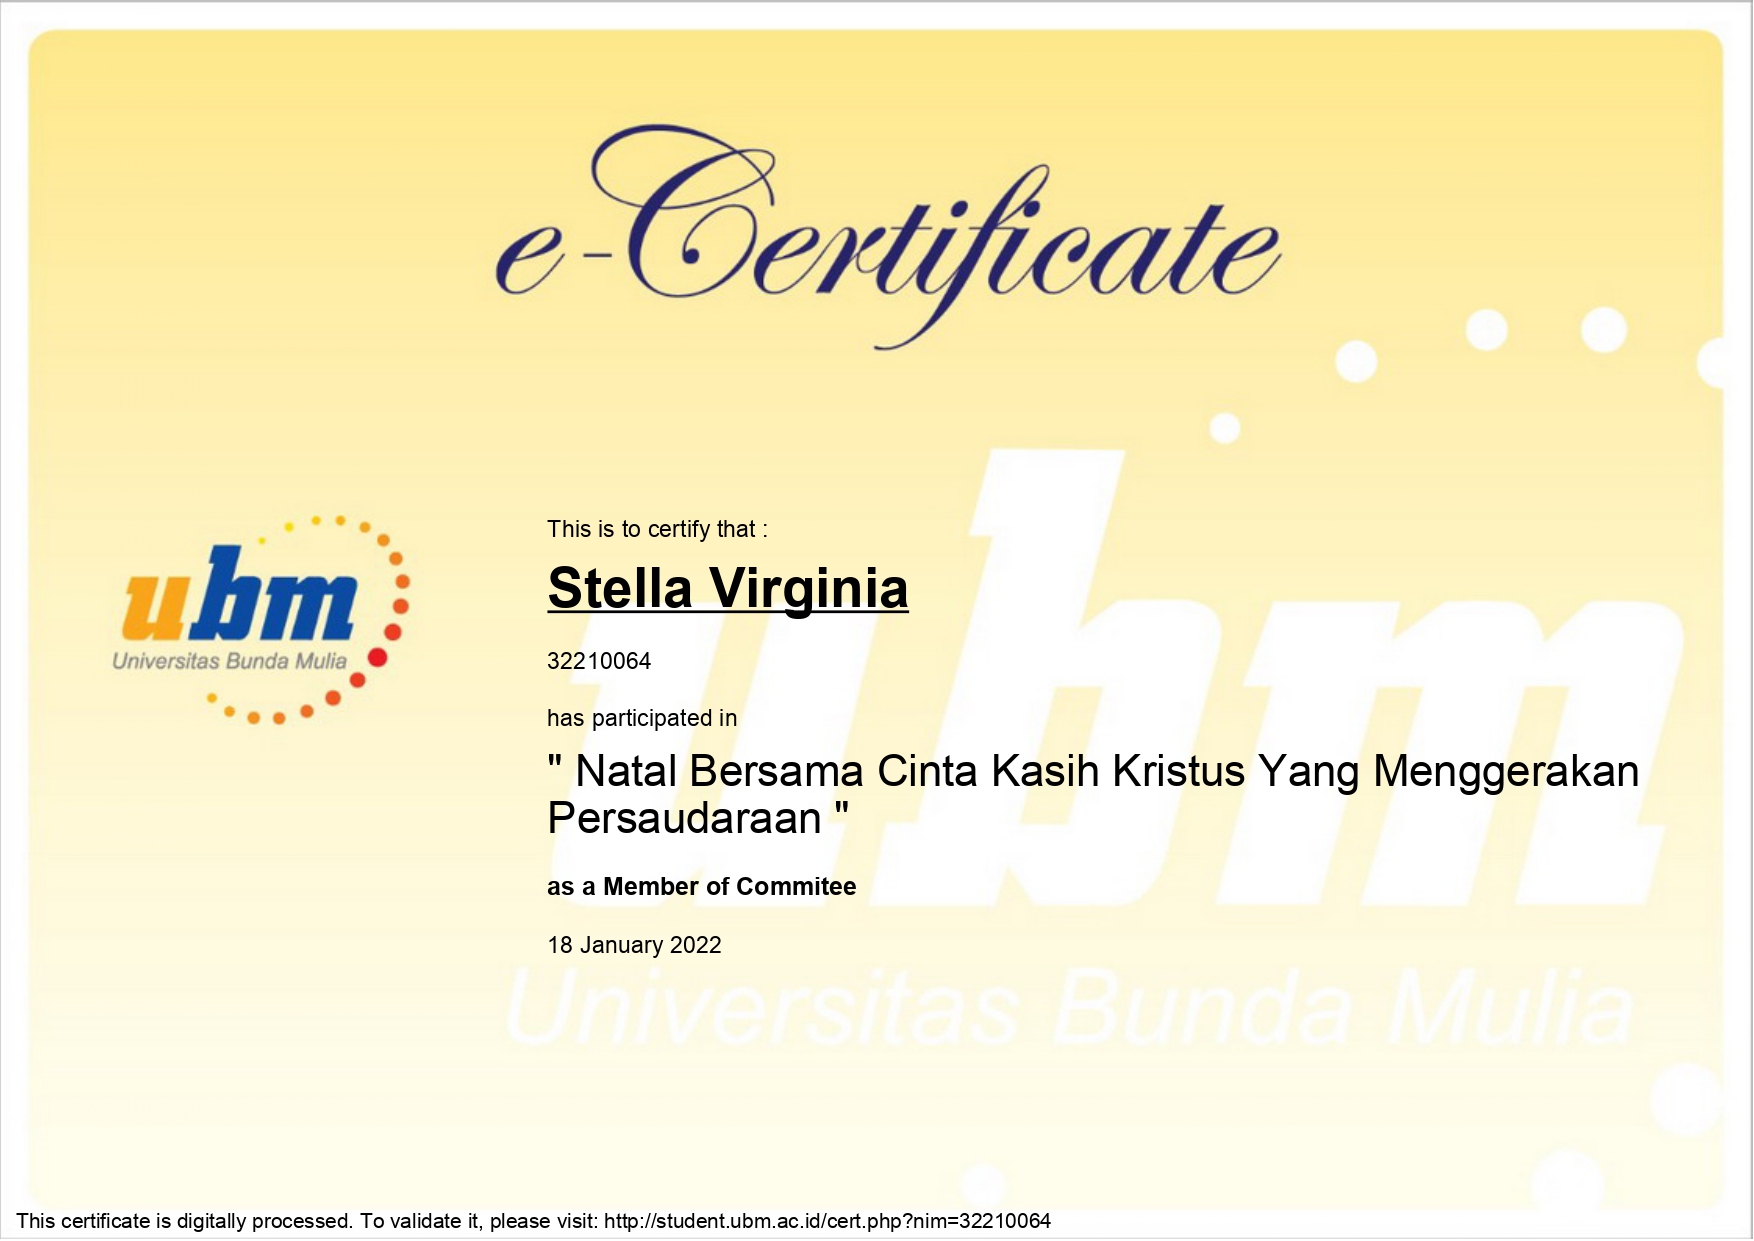 e-Certificate
This is to certify that :
Stella Virginia
ubm
Universitas Bunda Mulia
32210064
has participated in
" Natal Bersama Cinta Kasih Kristus Yang Menggerakan
Persaudaraan "
as a Member of Commitee
18 January 2022
ubm
Universitas Bunda Mulia
This certificate is digitally processed. To validate it, please visit: http://student.ubm.ac.id/cert.php?nim=32210064